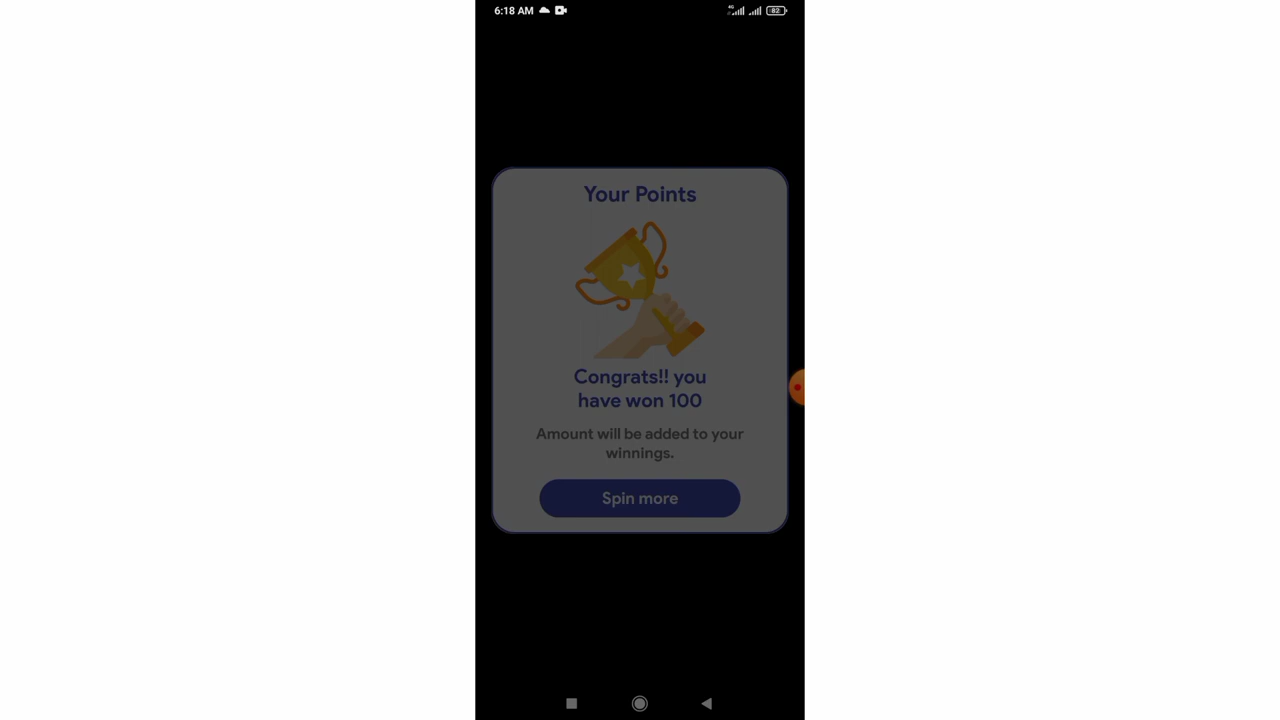 6:18 AM
4G
82
Your Points
Congrats!! you
have won 100
Amount will be added to your
winnings.
Spin more